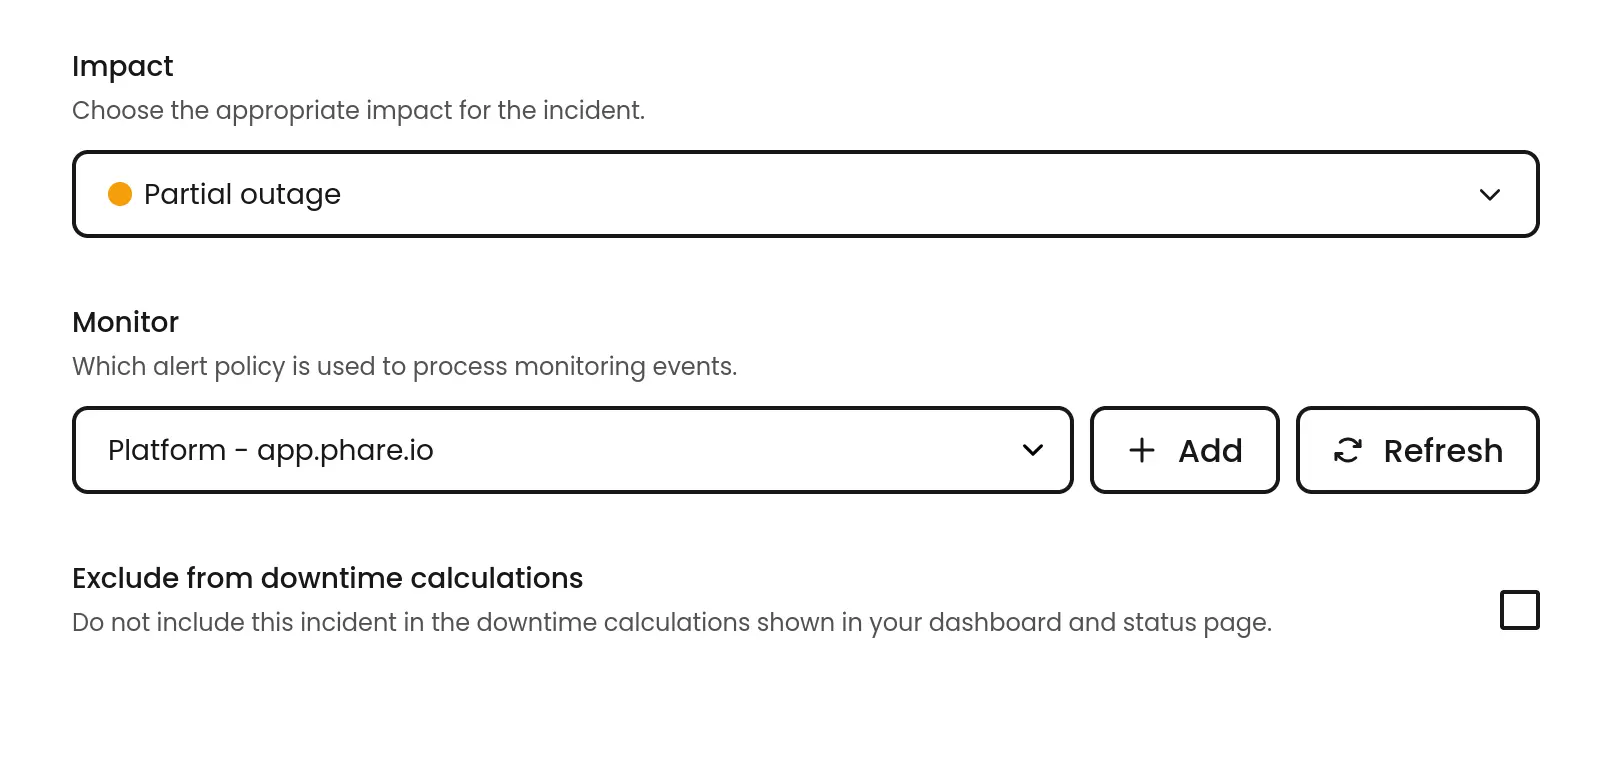 Impact
Choose the appropriate impact for the incident.
Partial outage
Monitor
Which alert policy is used to process monitoring events.
Platform - app.phare.io
Add
Refresh
Exclude from downtime calculations
Do not include this incident in the downtime calculations shown in your dashboard and status page.